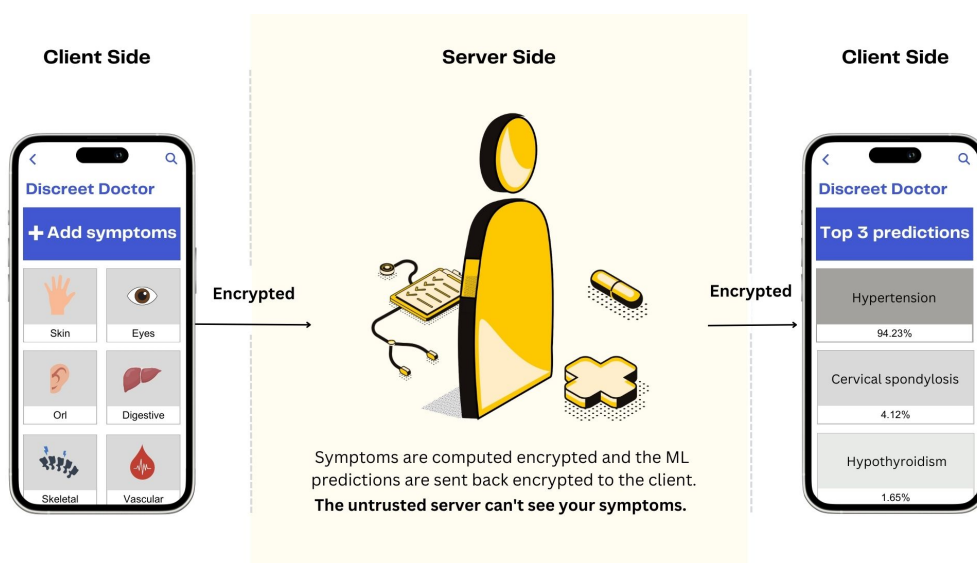 Client Side
Server Side
Client Side
Discreet Doctor
+ Add symptoms
Skin
Eyes
Orl
Digestive
Skeletal
Vascular
Encrypted
Symptoms are computed encrypted and the ML
predictions are sent back encrypted to the client.
The untrusted server can't see your symptoms.
Encrypted
Discreet Doctor
Top 3 predictions
Hypertension
94.23%
Cervical spondylosis
4.12%
Hypothyroidism
1.65%